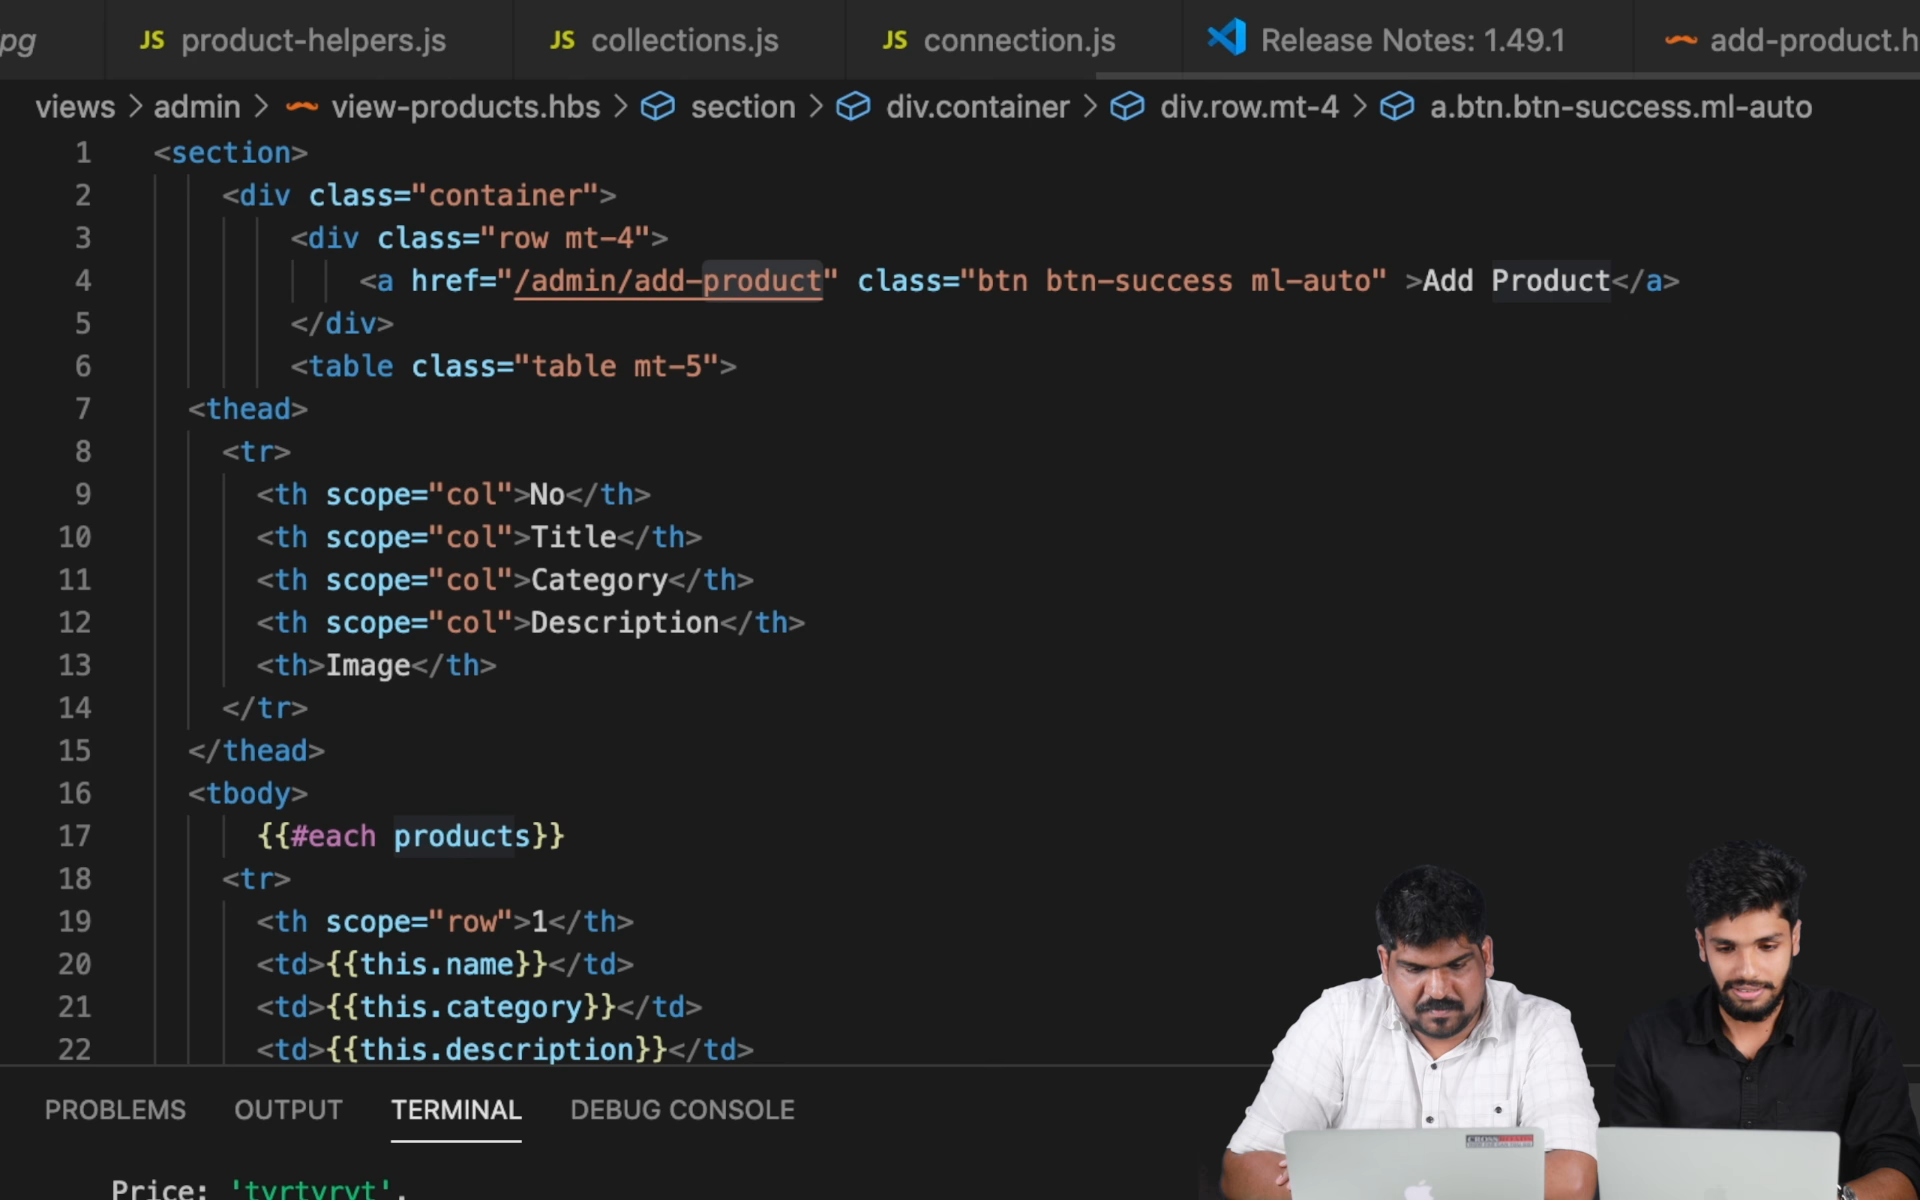 pg JS product-helpers.js JS collections.js JS connection.js Release Notes: 1.49.1 add-product.h
views > admin > view-products.hbs > section > div.container > div.row.mt-4 > a.btn.btn-success.ml-auto
1 <section>
2 <div class="container">
3 <div class="row mt-4">
4 <a href="/admin/add-product" class="btn btn-success ml-auto" >Add Product</a>
5 </div>
6 <table class="table mt-5">
7 <thead>
8 <tr>
9 <th scope="col">No</th>
10 <th scope="col">Title</th>
11 <th scope="col">Category</th>
12 <th scope="col">Description</th>
13 <th>Image</th>
14 </tr>
15 </thead>
16 <tbody>
17 {{#each products}}
18 <tr>
19 <th scope="row">1</th>
20 <td>{{this.name}}</td>
21 <td>{{this.category}}</td>
22 <td>{{this.description}}</td>
PROBLEMS OUTPUT TERMINAL DEBUG CONSOLE
Price: 'tyrtyryt',